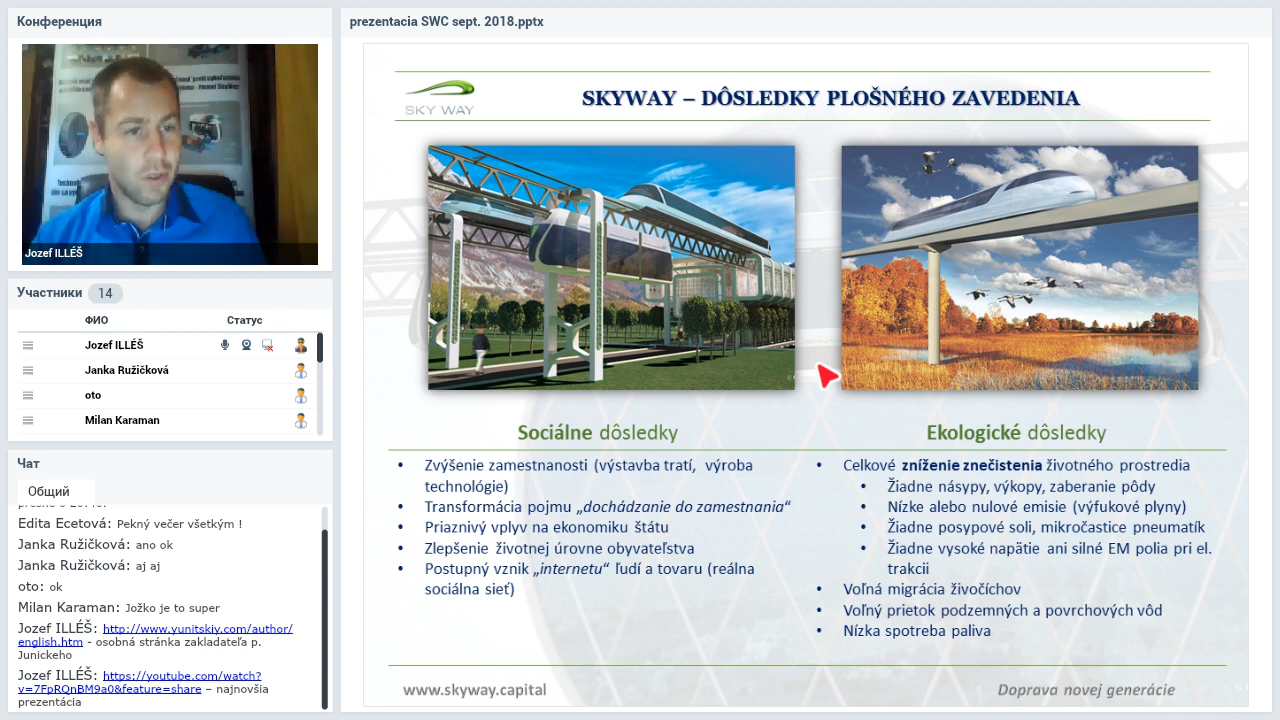 Конференция
Jozef ILLÉŠ
Участники 14
ФИО Статус
Jozef ILLÉŠ
Janka Ružičková
oto
Milan Karaman
Чат
Общий
Edita Ecetová: Pekný večer všetkým !
Janka Ružičková: ano ok
Janka Ružičková: aj aj
oto: ok
Milan Karaman: Jožko je to super
Jozef ILLÉŠ: http://www.yunitskiy.com/author/
english.htm - osobná stránka zakladateľa p.
Junickeho
Jozef ILLÉŠ: https://youtube.com/watch?
v=7FpRQnBM9a0&feature=share – najnovšia
prezentácia
prezentacia SWC sept. 2018.pptx
SKY WAY
SKYWAY – DÔSLEDKY PLOŠNÉHO ZAVEDENIA
Sociálne dôsledky
• Zvýšenie zamestnanosti (výstavba tratí, výroba
technológie)
• Transformácia pojmu „dochádzanie do zamestnania“
• Priaznivý vplyv na ekonomiku štátu
• Zlepšenie životnej úrovne obyvateľstva
• Postupný vznik „internetu“ ľudí a tovaru (reálna
sociálna sieť)
Ekologické dôsledky
• Celkové zníženie znečistenia životného prostredia
• Žiadne násypy, výkopy, zaberanie pôdy
• Nízke alebo nulové emisie (výfukové plyny)
• Žiadne posypové soli, mikročastice pneumatík
• Žiadne vysoké napätie ani silné EM polia pri el.
trakcii
• Voľná migrácia živočíchov
• Voľný prietok podzemných a povrchových vôd
• Nízka spotreba paliva
www.skyway.capital
Doprava novej generácie